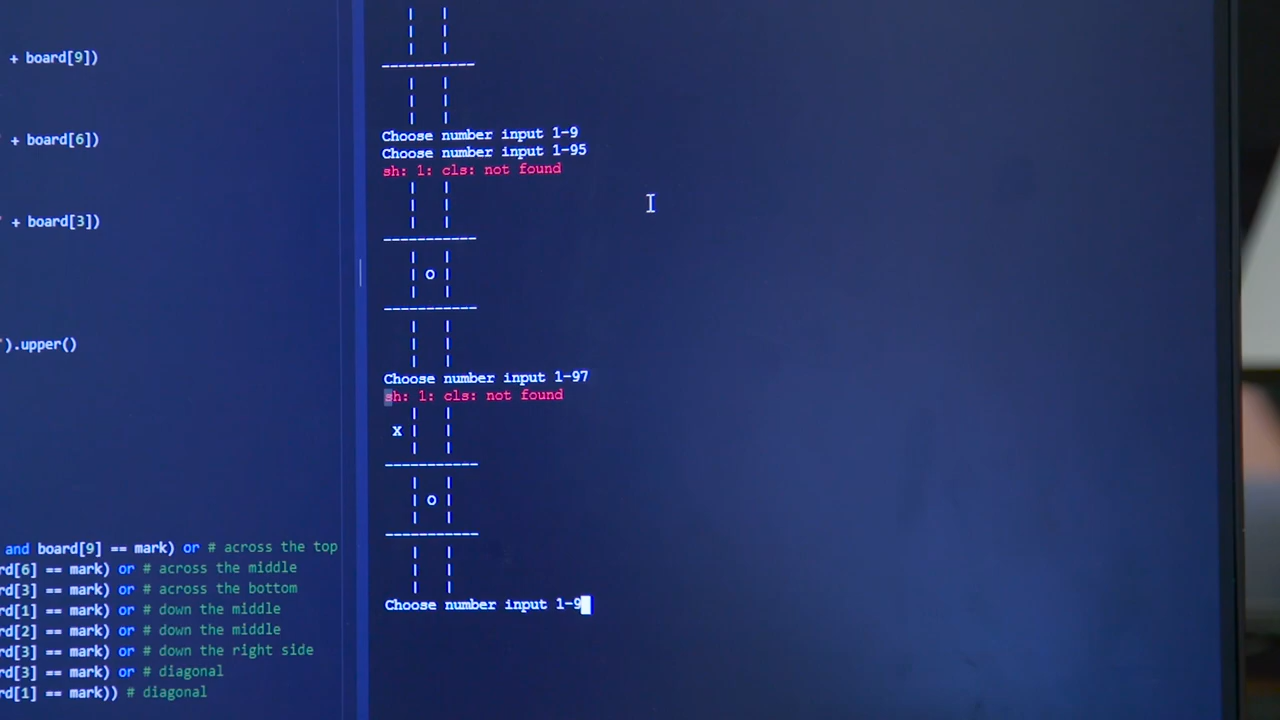 + board[9])
' + board[6])
' + board[3])
').upper()
and board[9] == mark) or # across the top
rd[6] == mark) or # across the middle
rd[3] == mark) or # across the bottom
rd[1] == mark) or # down the middle
rd[2] == mark) or # down the middle
rd[3] == mark) or # down the right side
rd[3] == mark) or # diagonal
rd[1] == mark)) # diagonal
| |
| |
| |
-----------
| |
| |
| |
Choose number input 1-9
Choose number input 1-95
sh: 1: cls: not found
| |
| |
| |
-----------
| |
| o |
| |
-----------
| |
| |
| |
Choose number input 1-97
sh: 1: cls: not found
| |
x | |
| |
-----------
| |
| o |
| |
-----------
| |
| |
| |
Choose number input 1-9